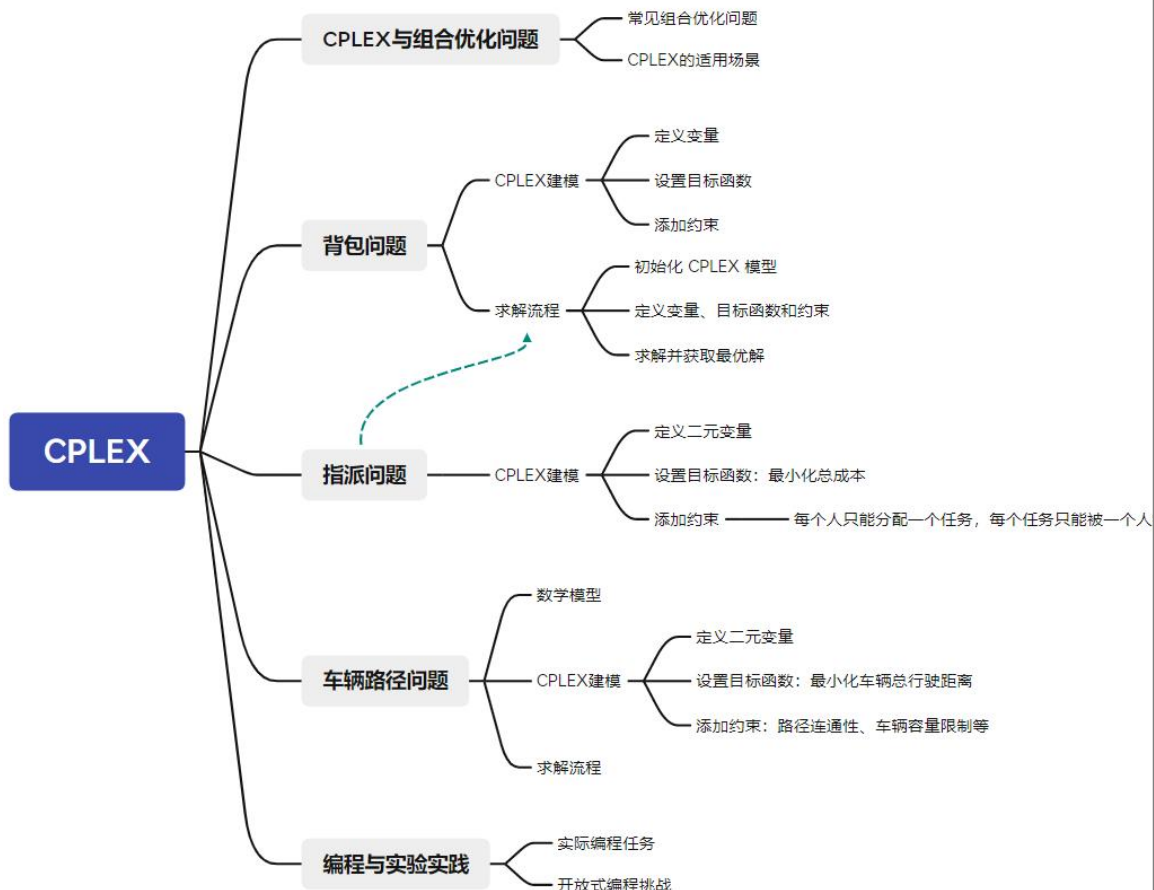 CPLEX
CPLEX与组合优化问题
常见组合优化问题
CPLEX的适用场景
背包问题
CPLEX建模
定义变量
设置目标函数
添加约束
求解流程
初始化 CPLEX 模型
定义变量、目标函数和约束
求解并获取最优解
指派问题
CPLEX建模
定义二元变量
设置目标函数：最小化总成本
添加约束
每个人只能分配一个任务，每个任务只能被一个人
车辆路径问题
数学模型
CPLEX建模
定义二元变量
设置目标函数：最小化车辆总行驶距离
添加约束：路径连通性、车辆容量限制等
求解流程
编程与实验实践
实际编程任务
开放式编程挑战